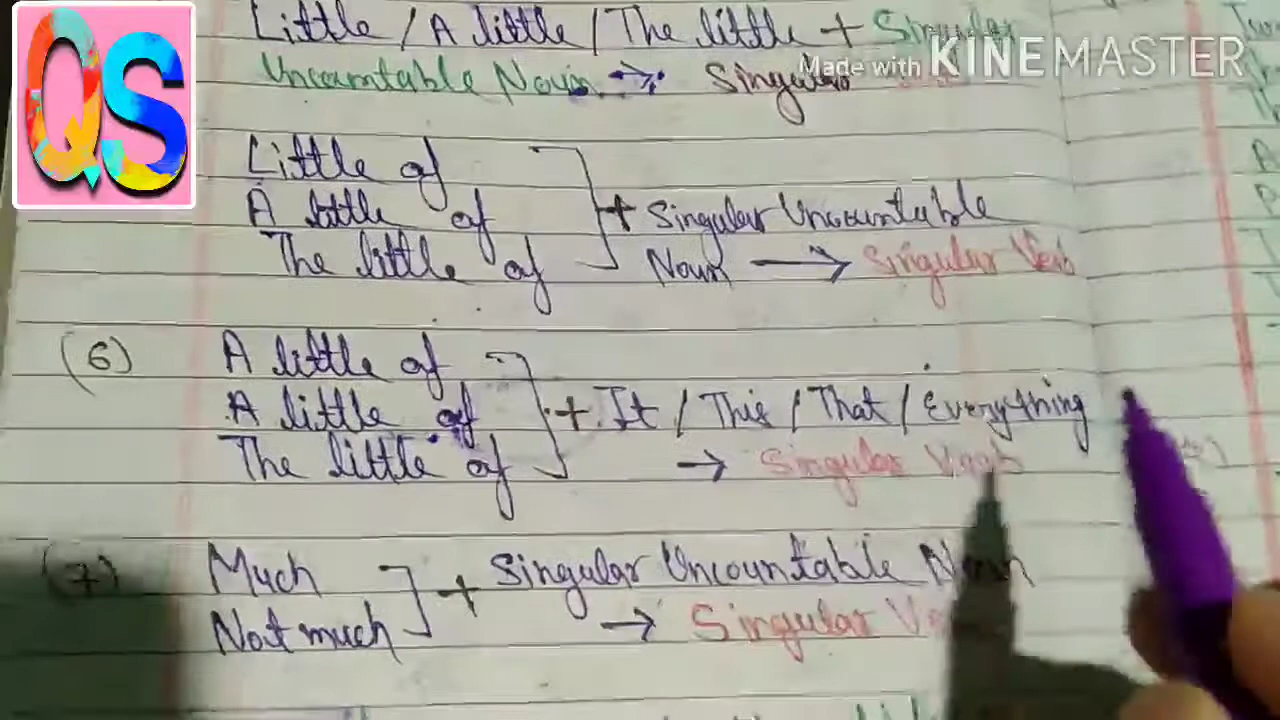 QS
Little / A little / The little + Singular
Made with KINEMASTER
Uncountable Noun → Singular
Little of
A little of
The little of
+ Singular Uncountable
Noun → Singular Verb
(6)
A little of
A little of
The little of
+ It / This / That / Everything
→ Singular Verb
(7)
Much
Not much
+ Singular Uncountable Noun
→ Singular